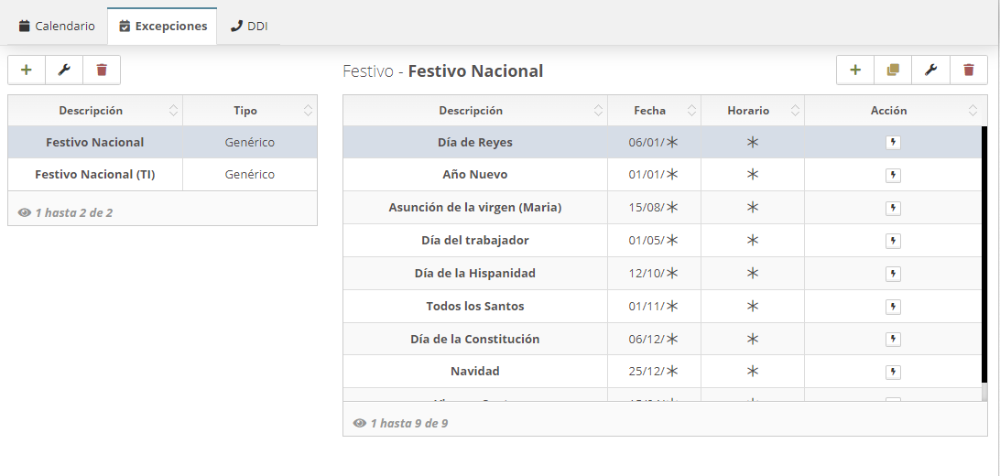 Calendario Excepciones DDI
Festivo - Festivo Nacional
Descripción Tipo
Festivo Nacional Genérico
Festivo Nacional (TI) Genérico
1 hasta 2 de 2
Descripción Fecha Horario Acción
Día de Reyes 06/01/* *
Año Nuevo 01/01/* *
Asunción de la virgen (Maria) 15/08/* *
Día del trabajador 01/05/* *
Día de la Hispanidad 12/10/* *
Todos los Santos 01/11/* *
Día de la Constitución 06/12/* *
Navidad 25/12/* *
1 hasta 9 de 9